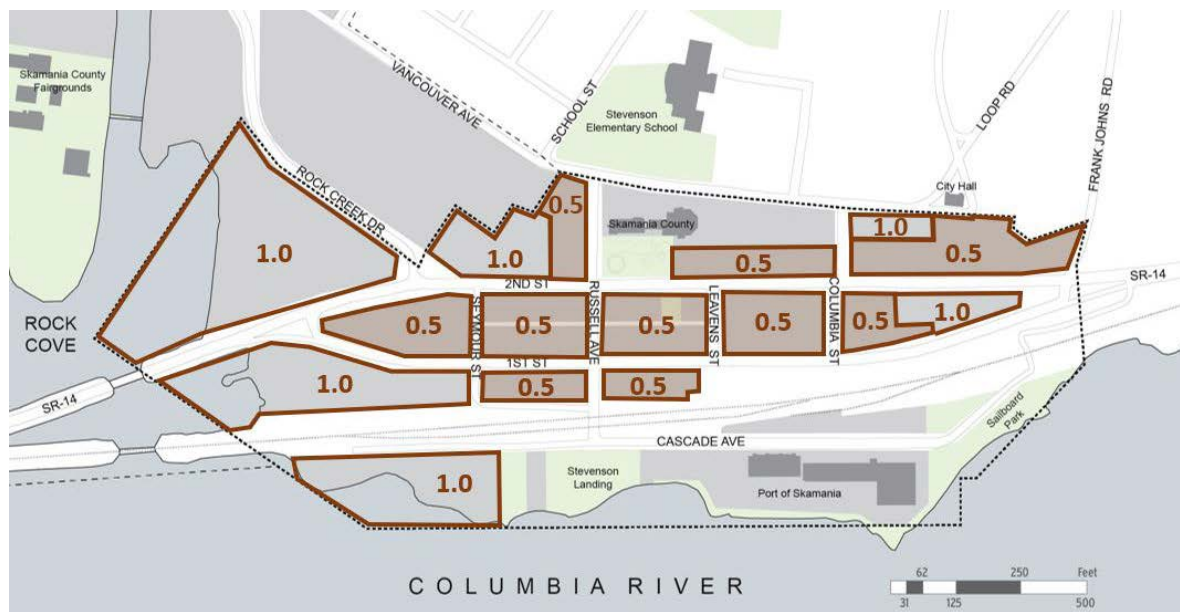 Skamania County
Fairgrounds
VANCOUVER AVE
SCHOOL ST
Stevenson
Elementary School
LOOP RD
FRANK JOHNS RD
City Hall
ROCK CREEK DR
0.5
Skamania County
1.0
1.0
1.0
0.5
0.5
2ND ST
SR-14
ROCK
COVE
SEYMOUR ST
RUSSELL AVE
LEAVENS ST
COLUMBIA ST
0.5
0.5
0.5
0.5
0.5
1.0
1ST ST
1.0
0.5
0.5
SR-14
CASCADE AVE
Sailboard
Park
1.0
Stevenson
Landing
Port of Skamania
COLUMBIA RIVER
62
250
Feet
31
125
500